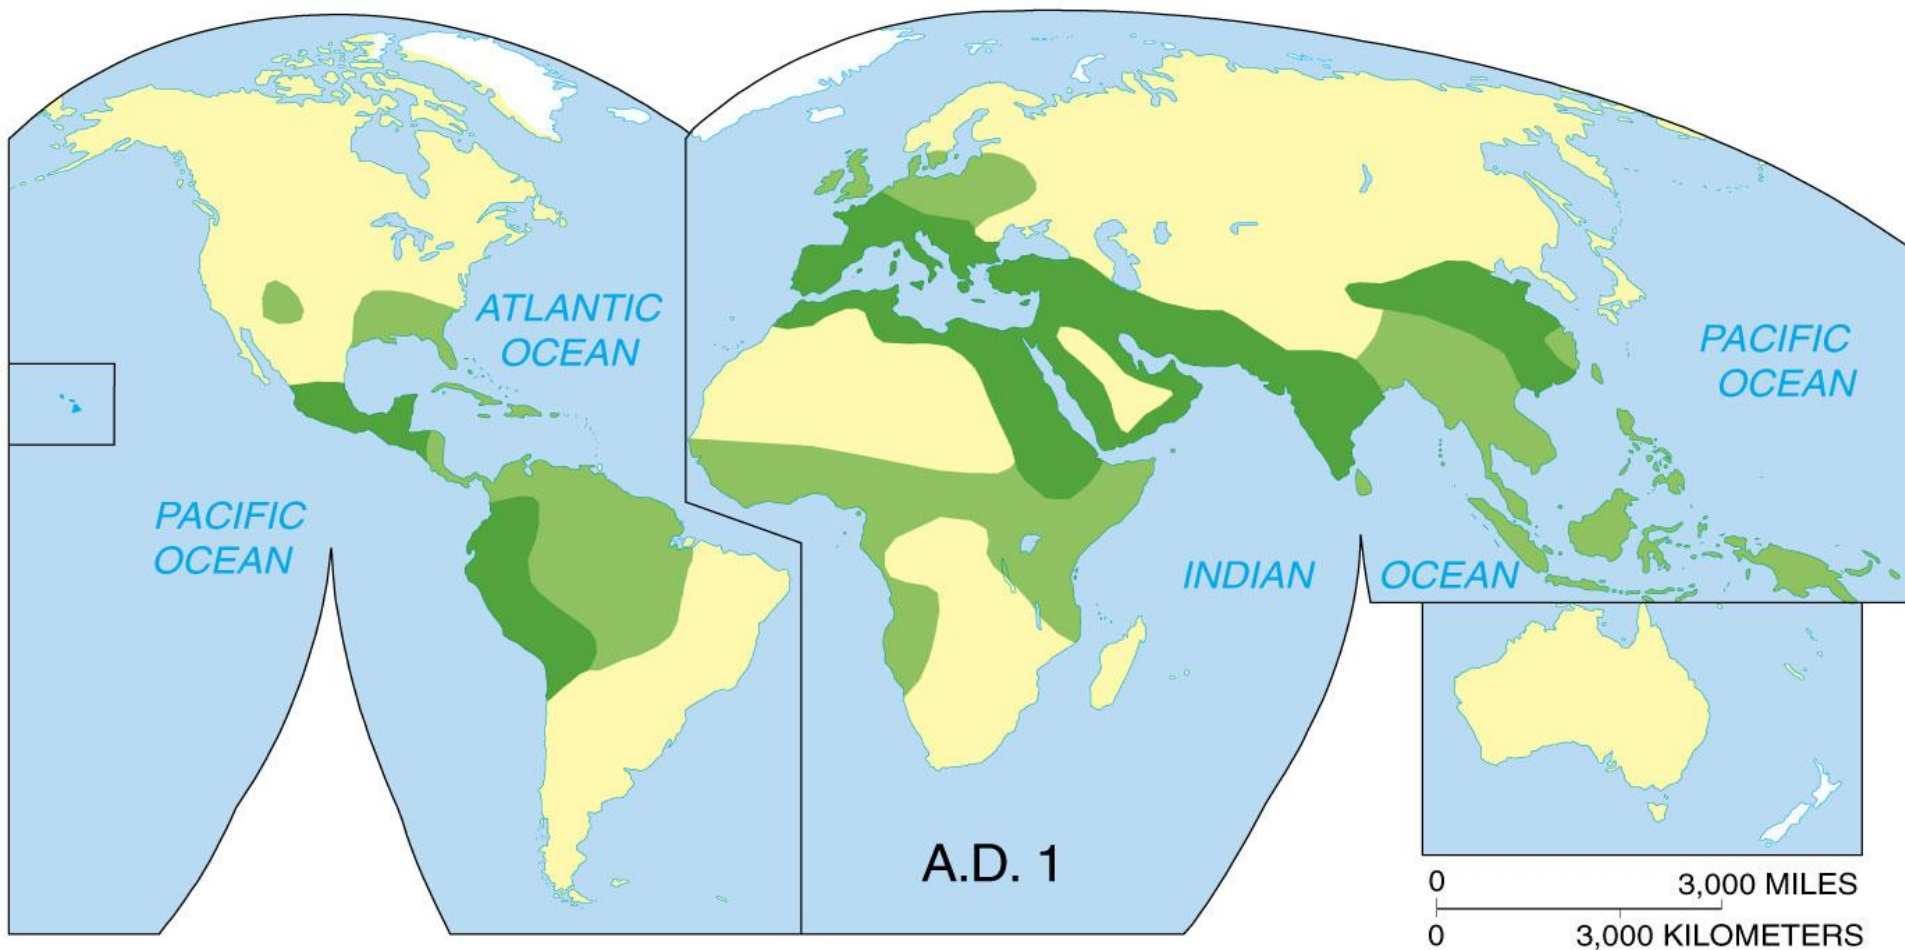 ATLANTIC
OCEAN
PACIFIC
OCEAN
PACIFIC
OCEAN
INDIAN OCEAN
A.D. 1
0 3,000 MILES
0 3,000 KILOMETERS